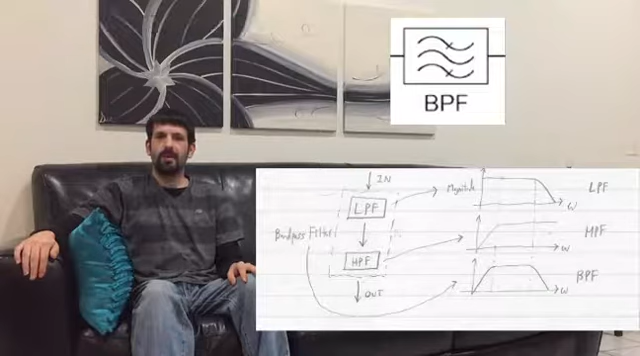 BPF
IN
LPF
Magnitude
LPF
W
Bandpass Filter
HPF
W
HPF
BPF
OUT
W